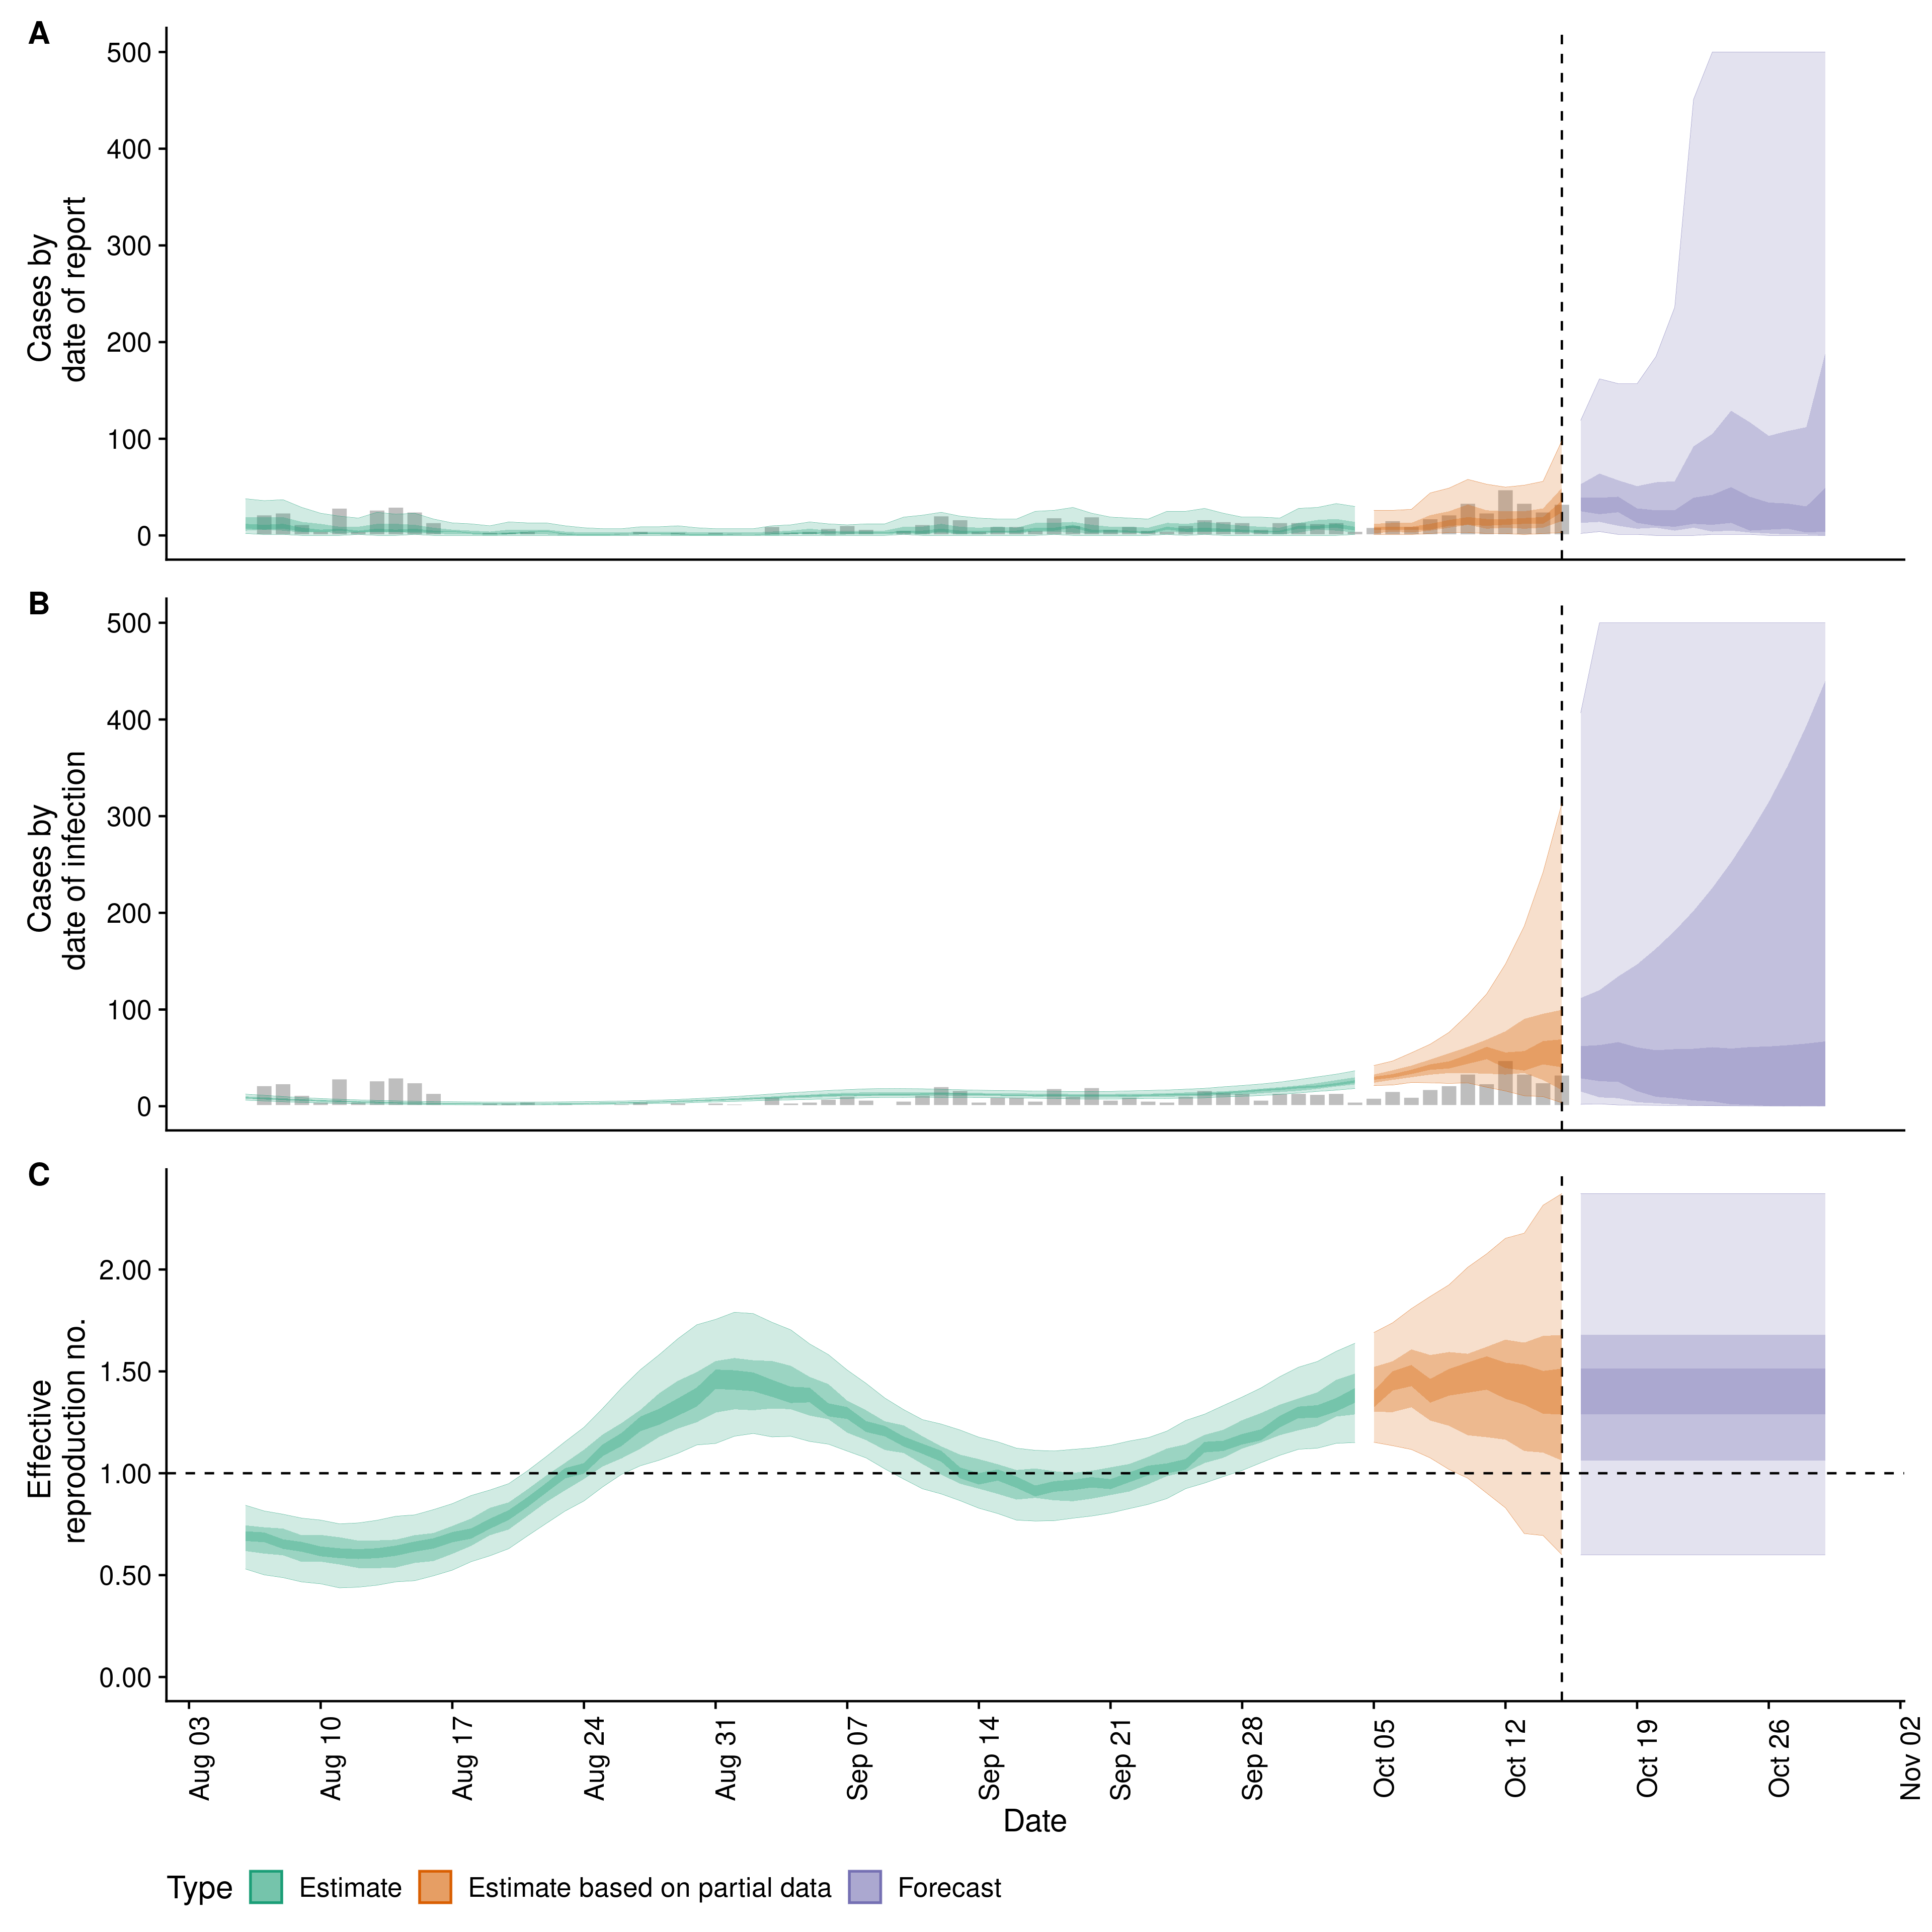 A
500
400
300
200
100
0
Cases by
date of report
B
500
400
300
200
100
0
Cases by
date of infection
C
2.00
1.50
1.00
0.50
0.00
Effective
reproduction no.
Aug 03
Aug 10
Aug 17
Aug 24
Aug 31
Sep 07
Sep 14
Sep 21
Sep 28
Oct 05
Oct 12
Oct 19
Oct 26
Nov 02
Date
Type Estimate Estimate based on partial data Forecast